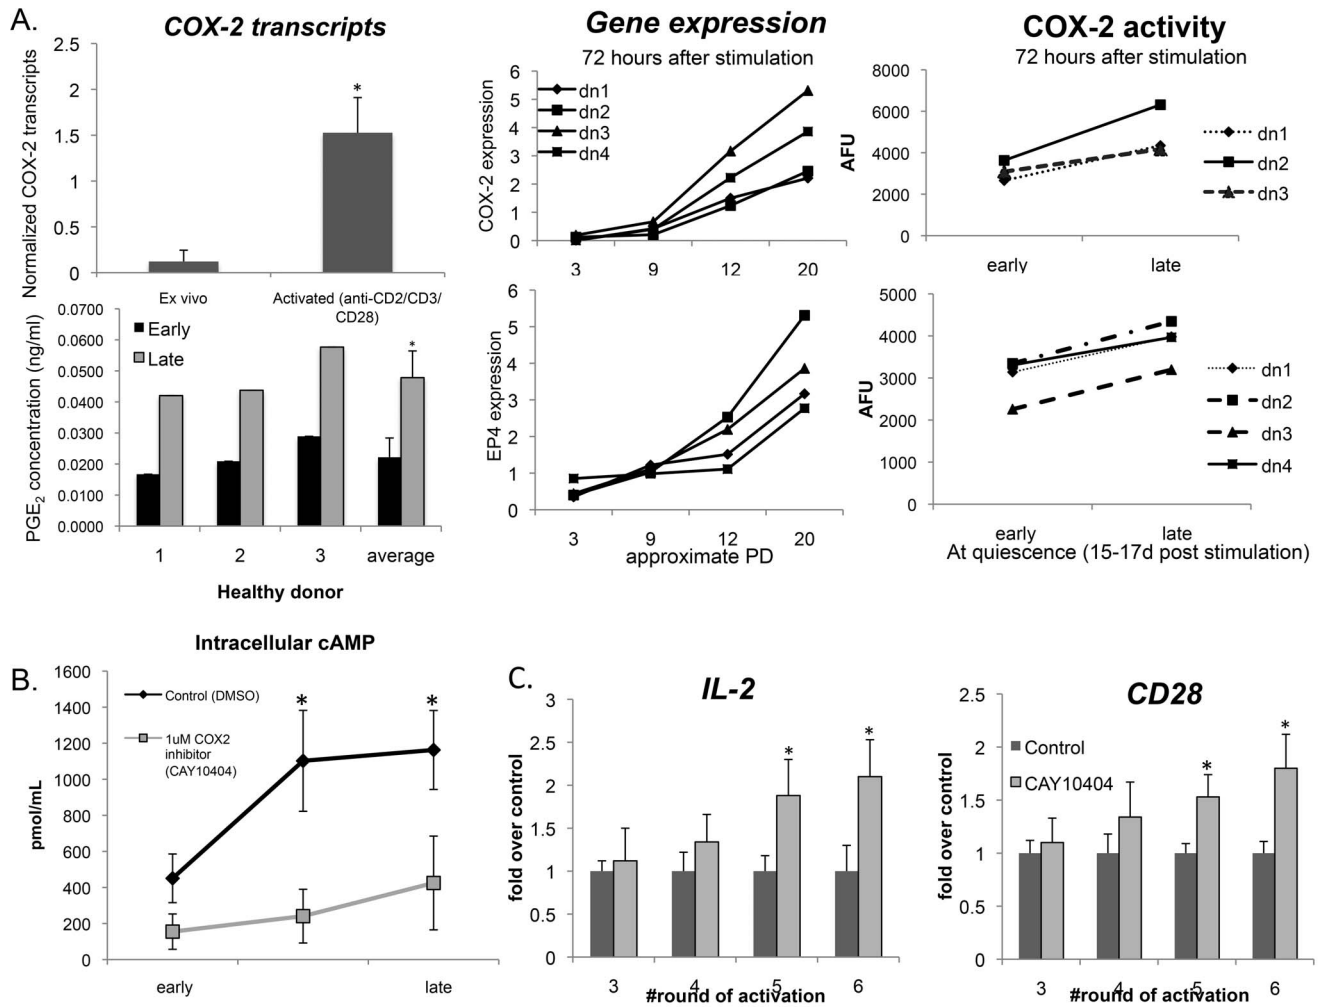 A.
COX-2 transcripts
Normalized COX-2 transcripts
2.5
2
1.5
1
0.5
0
*
Ex vivo
Activated (anti-CD2/CD3/
CD28)
PGE2 concentration (ng/ml)
0.0700
0.0600
0.0500
0.0400
0.0300
0.0200
0.0100
0.0000
Early
Late
*
1 2 3 average
Healthy donor
Gene expression
72 hours after stimulation
COX-2 expression
6
5
4
3
2
1
0
dn1
dn2
dn3
dn4
3 9 12 20
EP4 expression
6
5
4
3
2
1
0
3 9 12 20
approximate PD
COX-2 activity
72 hours after stimulation
AFU
8000
6000
4000
2000
0
dn1
dn2
dn3
early late
AFU
5000
4000
3000
2000
1000
0
dn1
dn2
dn3
dn4
early late
At quiescence (15-17d post stimulation)
B.
Intracellular cAMP
pmol/mL
1600
1400
1200
1000
800
600
400
200
0
Control (DMSO)
1uM COX2
inhibitor
(CAY10404)
* *
early late
C.
IL-2
fold over control
3
2.5
2
1.5
1
0.5
0
* *
3 4 5 6
#round of activation
CD28
fold over control
2.5
2
1.5
1
0.5
0
Control
CAY10404
* *
3 4 5 6
#round of activation